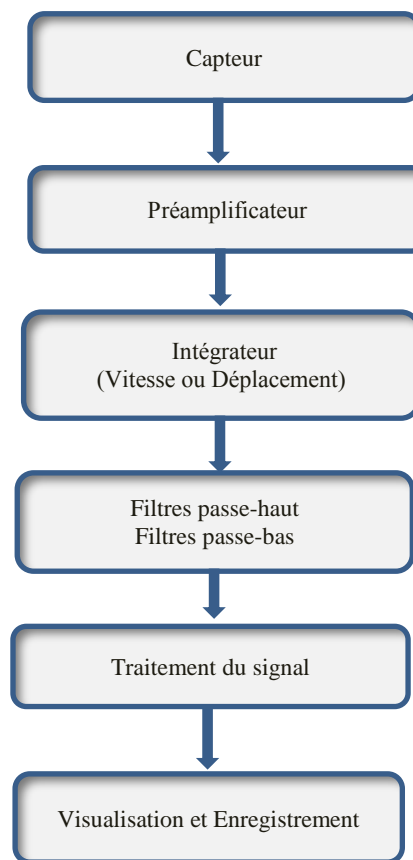 Capteur
Préamplificateur
Intégrateur
(Vitesse ou Déplacement)
Filtres passe-haut
Filtres passe-bas
Traitement du signal
Visualisation et Enregistrement